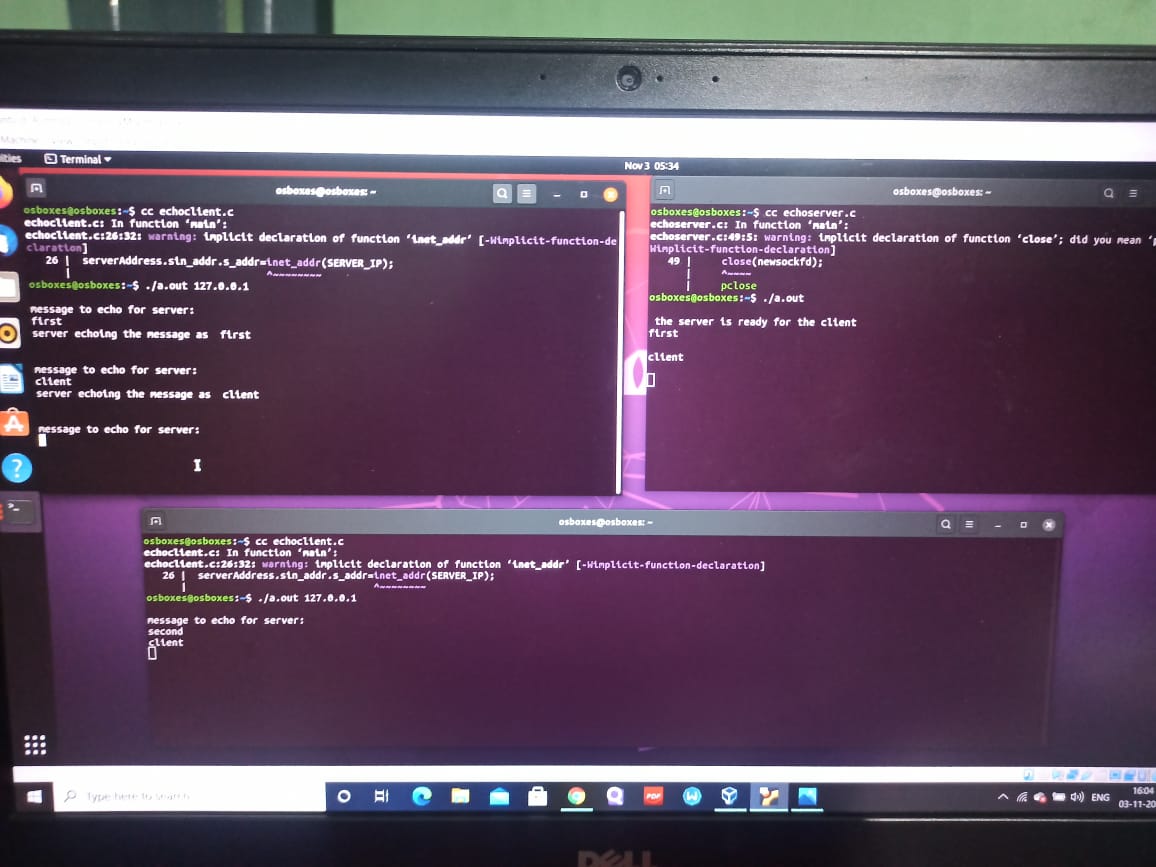 Terminal
Nov 3 05:34
osboxes@osboxes: ~
osboxes@osboxes:~$ cc echoclient.c
echoclient.c: In function ‘main’:
echoclient.c:26:32: warning: implicit declaration of function ‘inet_addr’ [-Wimplicit-function-de
claration]
26 | serverAddress.sin_addr.s_addr=inet_addr(SERVER_IP);
| ^~~~~~~~~
osboxes@osboxes:~$ ./a.out 127.0.0.1
message to echo for server:
first
server echoing the message as first
message to echo for server:
client
server echoing the message as client
message to echo for server:
osboxes@osboxes: ~
osboxes@osboxes:~$ cc echoserver.c
echoserver.c: In function ‘main’:
echoserver.c:49:5: warning: implicit declaration of function ‘close’; did you mean ‘p
Wimplicit-function-declaration]
49 | close(newsockfd);
| ^~~~~
| pclose
osboxes@osboxes:~$ ./a.out
the server is ready for the client
first
client
osboxes@osboxes: ~
osboxes@osboxes:~$ cc echoclient.c
echoclient.c: In function ‘main’:
echoclient.c:26:32: warning: implicit declaration of function ‘inet_addr’ [-Wimplicit-function-declaration]
26 | serverAddress.sin_addr.s_addr=inet_addr(SERVER_IP);
| ^~~~~~~~~
osboxes@osboxes:~$ ./a.out 127.0.0.1
message to echo for server:
second
client
Type here to search
PDF
ENG
16:04
03-11-20
DELL